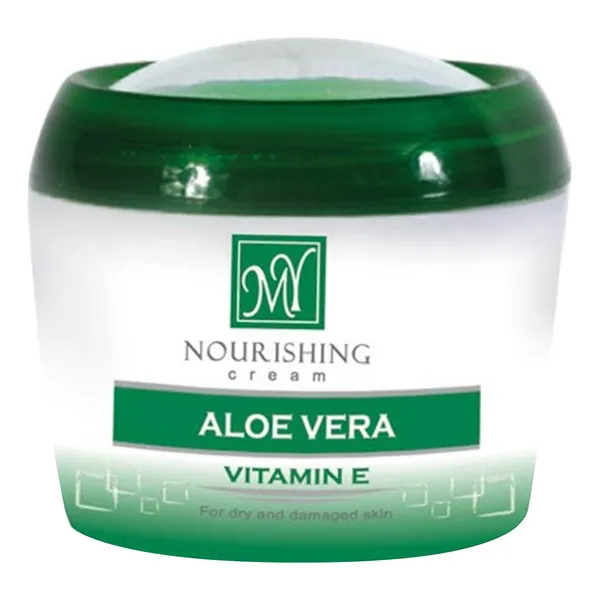 MY
NOURISHING
cream
ALOE VERA
VITAMIN E
For dry and damaged skin